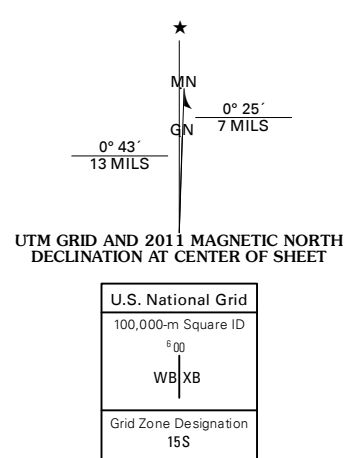 ★
MN
0° 25´
7 MILS
GN
0° 43´
13 MILS
UTM GRID AND 2011 MAGNETIC NORTH
DECLINATION AT CENTER OF SHEET
U.S. National Grid
100,000-m Square ID
⁶00
WB XB
Grid Zone Designation
15S